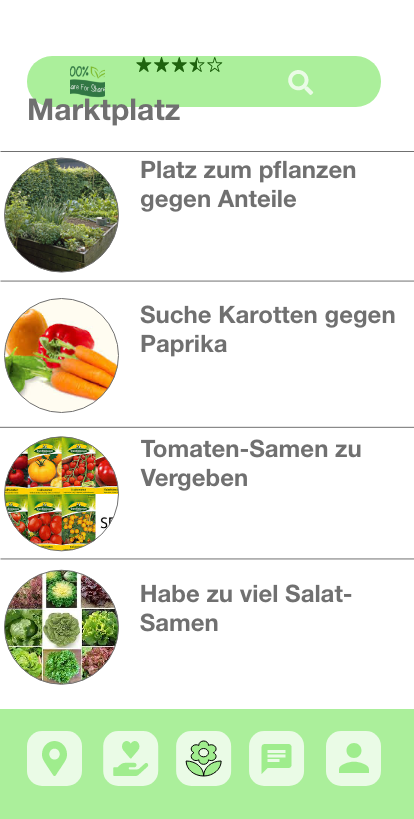 00%
are For Share
Marktplatz
Platz zum pflanzen
gegen Anteile
Suche Karotten gegen
Paprika
Tomaten-Samen zu
Vergeben
Habe zu viel Salat-
Samen